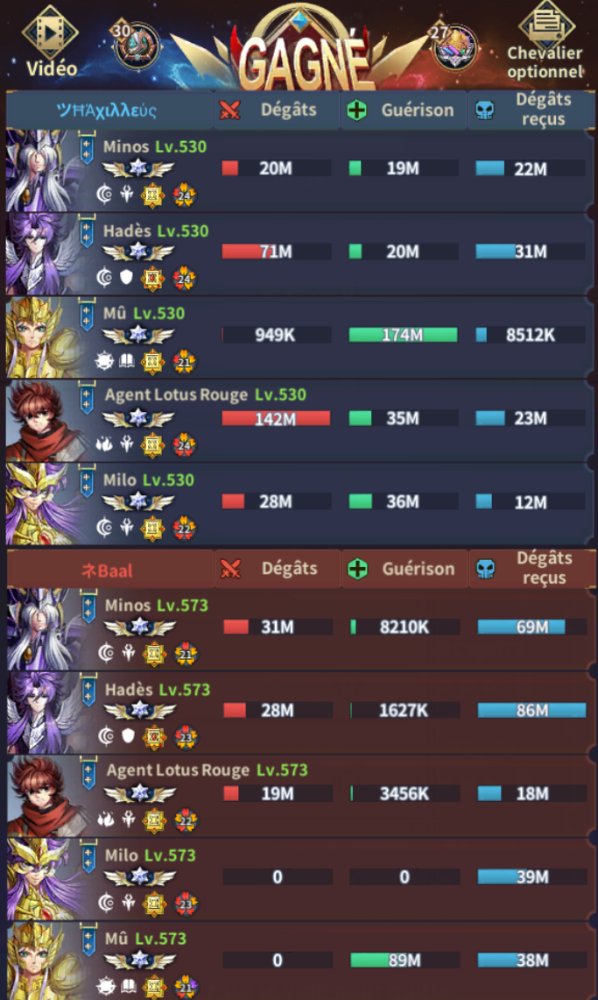 Vidéo
30
GAGNÉ
27
Chevalier
optionnel
ツĦἈχιλλεύς
Dégâts
Guérison
Dégâts
reçus
Minos Lv.530
20M
19M
22M
24
Hadès Lv.530
71M
20M
31M
24
Mû Lv.530
949K
174M
8512K
21
Agent Lotus Rouge Lv.530
142M
35M
23M
24
Milo Lv.530
28M
36M
12M
22
ネBaal
Dégâts
Guérison
Dégâts
reçus
Minos Lv.573
31M
8210K
69M
21
Hadès Lv.573
28M
1627K
86M
23
Agent Lotus Rouge Lv.573
19M
3456K
18M
22
Milo Lv.573
0
0
39M
23
Mû Lv.573
0
89M
38M
21